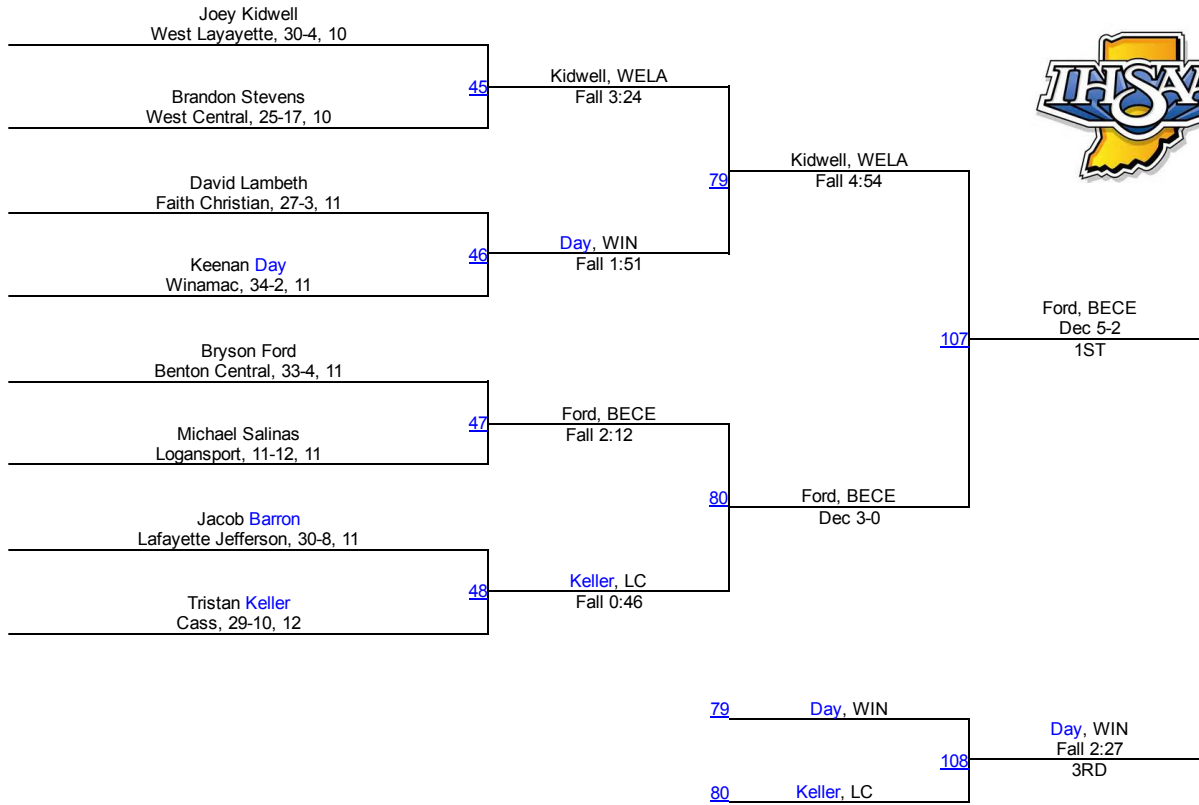 Joey Kidwell
West Layayette, 30-4, 10
45
Brandon Stevens
West Central, 25-17, 10
Kidwell, WELA
Fall 3:24
79
David Lambeth
Faith Christian, 27-3, 11
46
Keenan Day
Winamac, 34-2, 11
Day, WIN
Fall 1:51
Kidwell, WELA
Fall 4:54
107
Bryson Ford
Benton Central, 33-4, 11
47
Michael Salinas
Logansport, 11-12, 11
Ford, BECE
Fall 2:12
80
Jacob Barron
Lafayette Jefferson, 30-8, 11
48
Tristan Keller
Cass, 29-10, 12
Keller, LC
Fall 0:46
Ford, BECE
Dec 3-0
Ford, BECE
Dec 5-2
1ST
IHSAA
79
Day, WIN
108
80
Keller, LC
Day, WIN
Fall 2:27
3RD